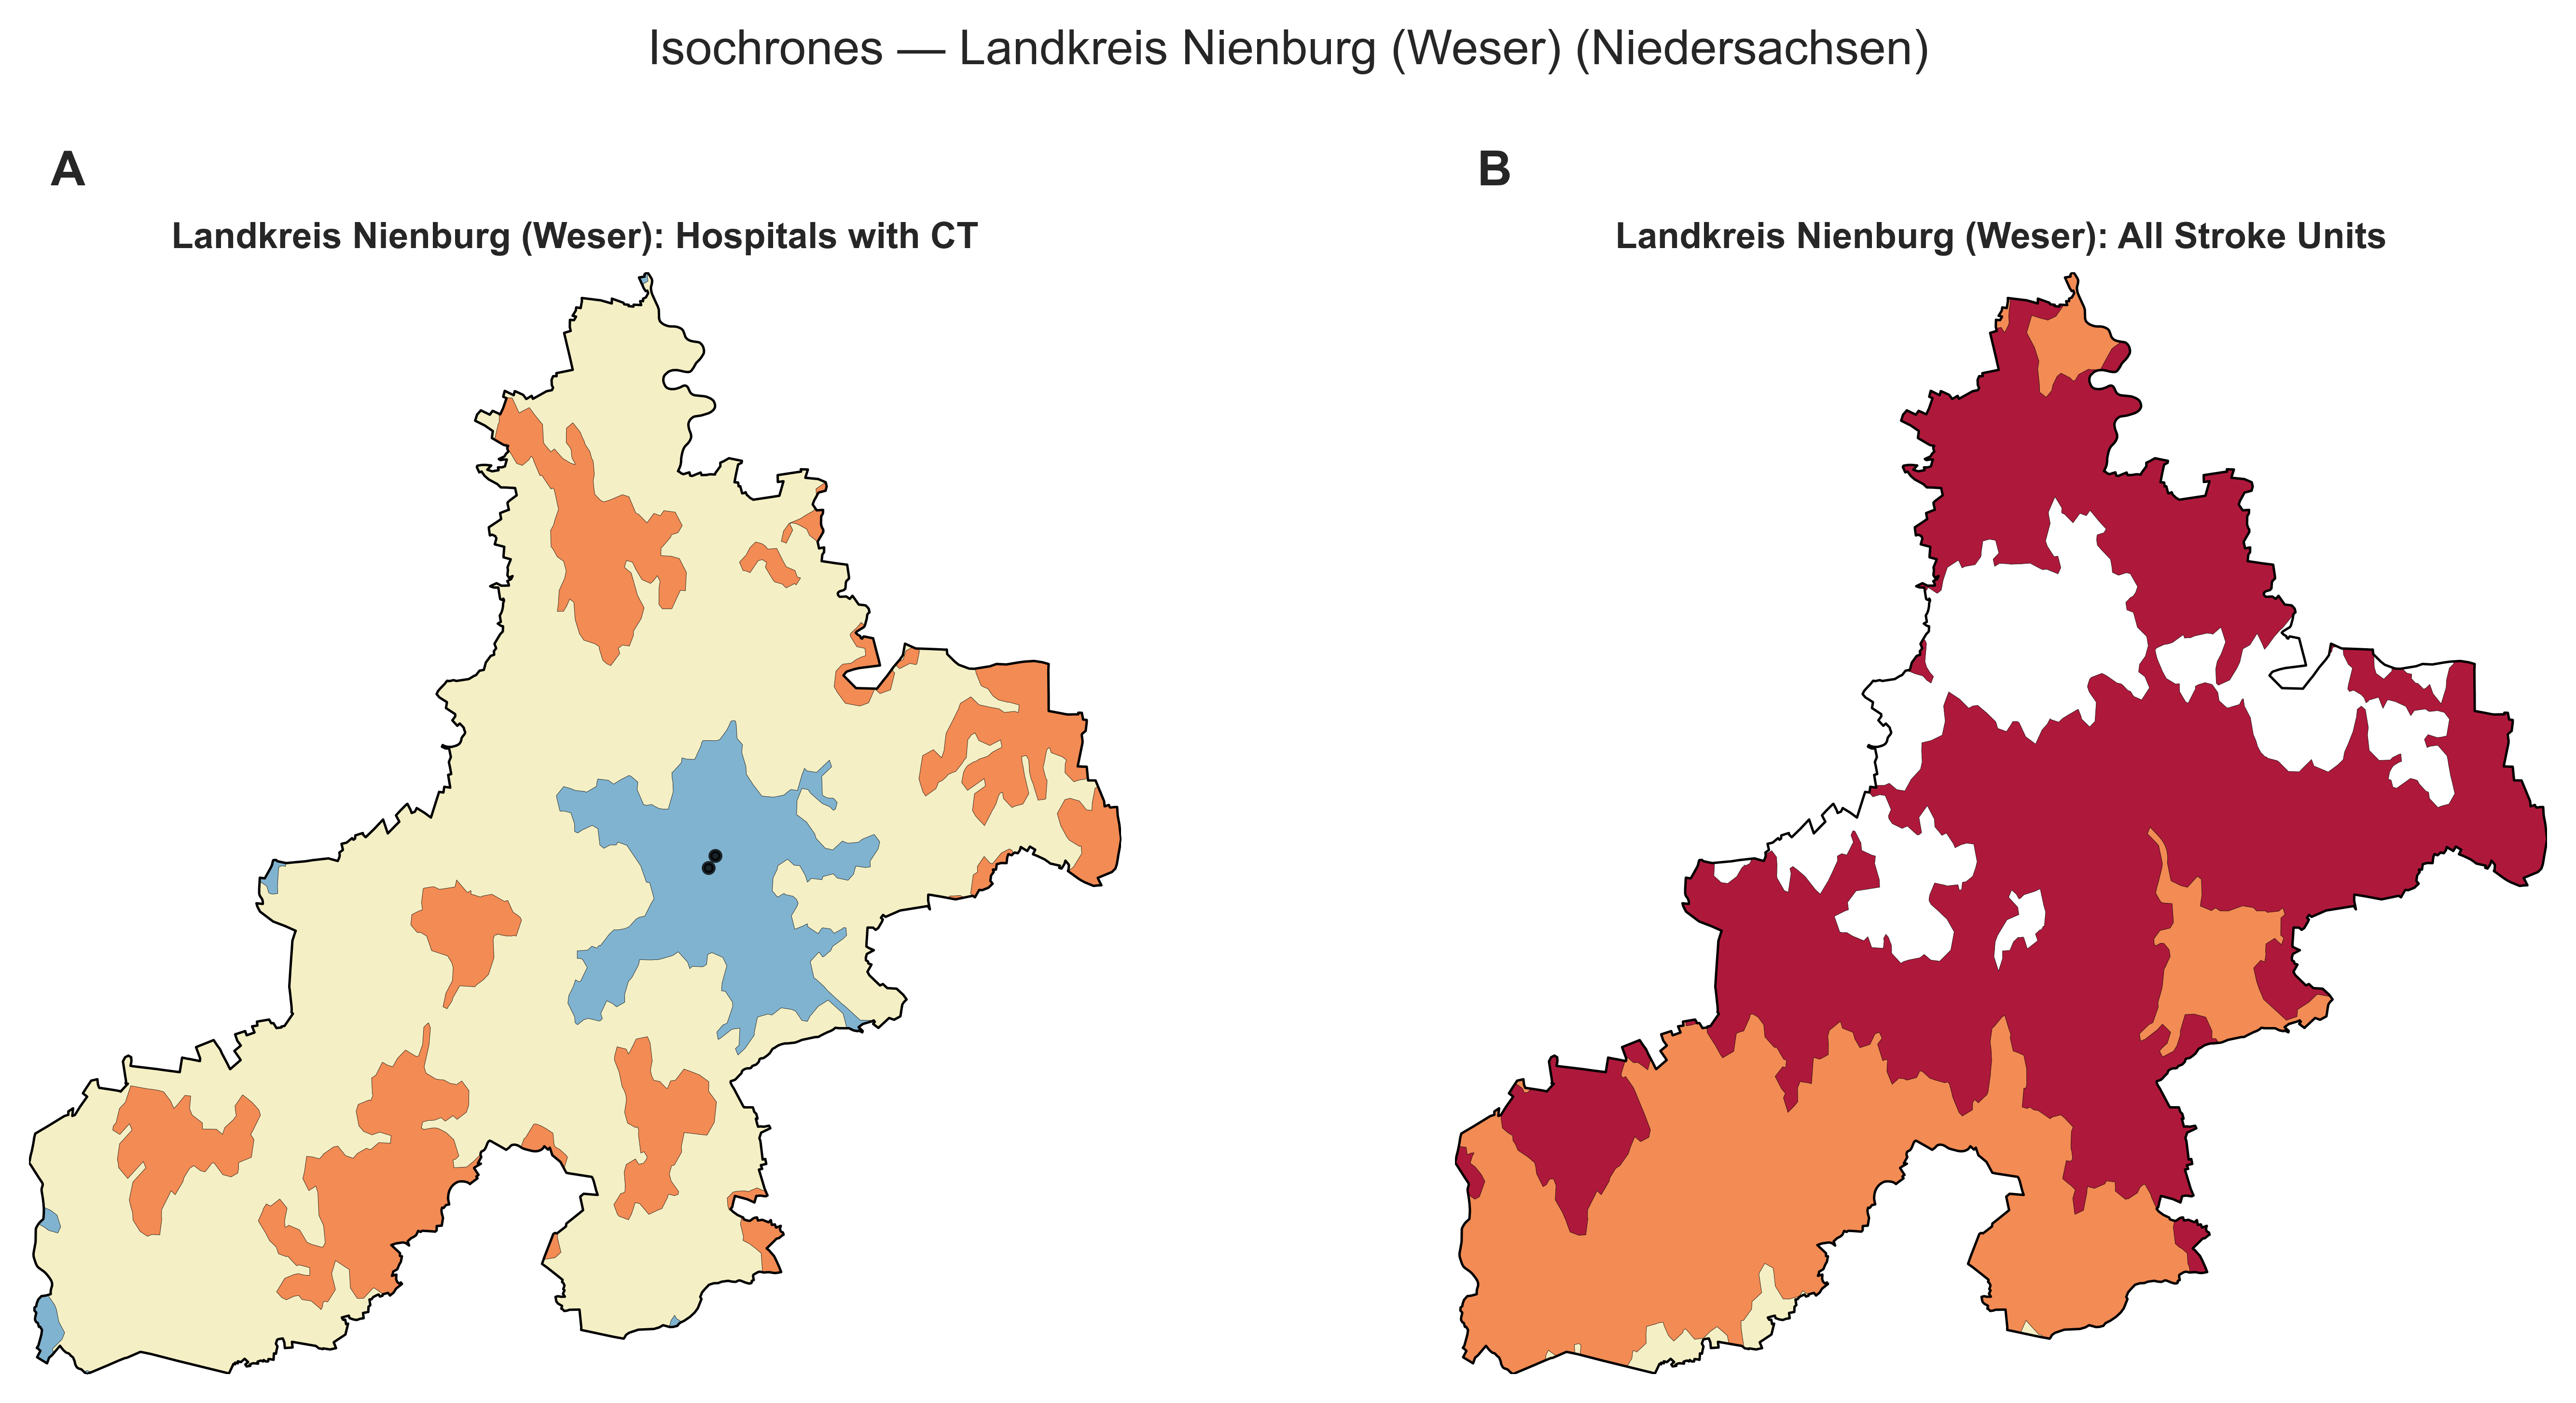 Isochrones — Landkreis Nienburg (Weser) (Niedersachsen)
A
B
Landkreis Nienburg (Weser): Hospitals with CT
Landkreis Nienburg (Weser): All Stroke Units